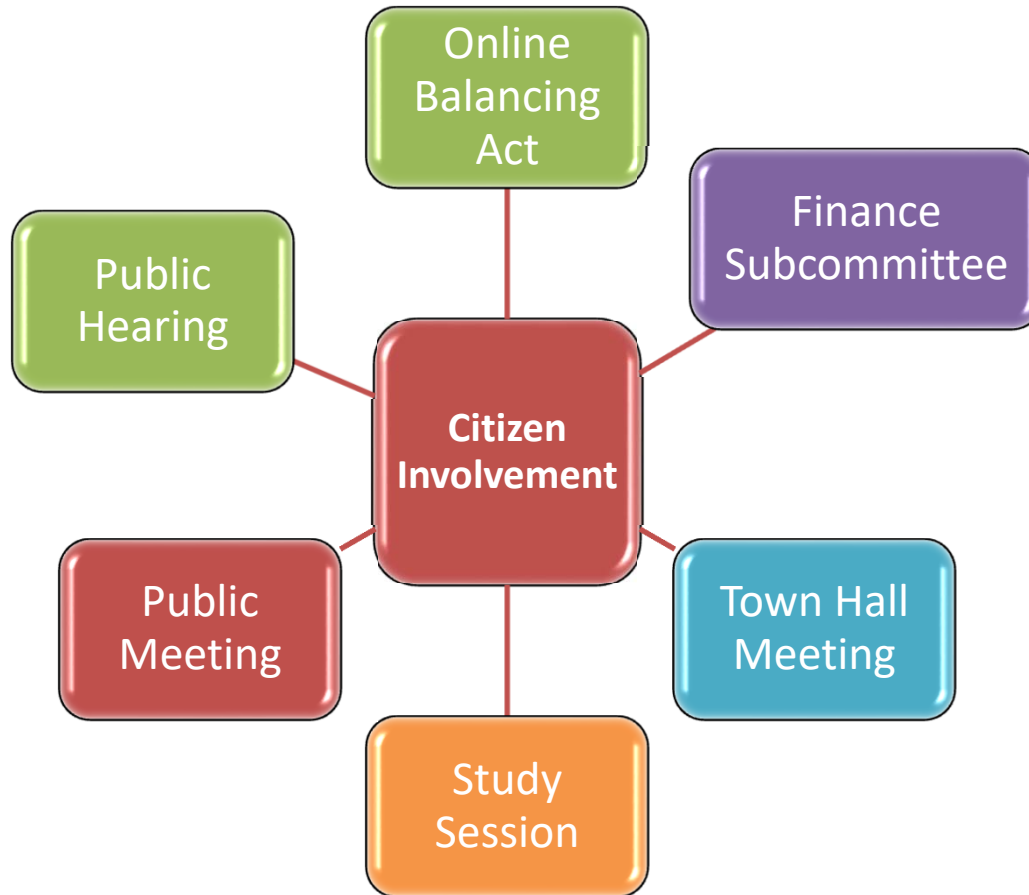 Online
Balancing
Act
Finance
Subcommittee
Public
Hearing
Citizen
Involvement
Public
Meeting
Town Hall
Meeting
Study
Session